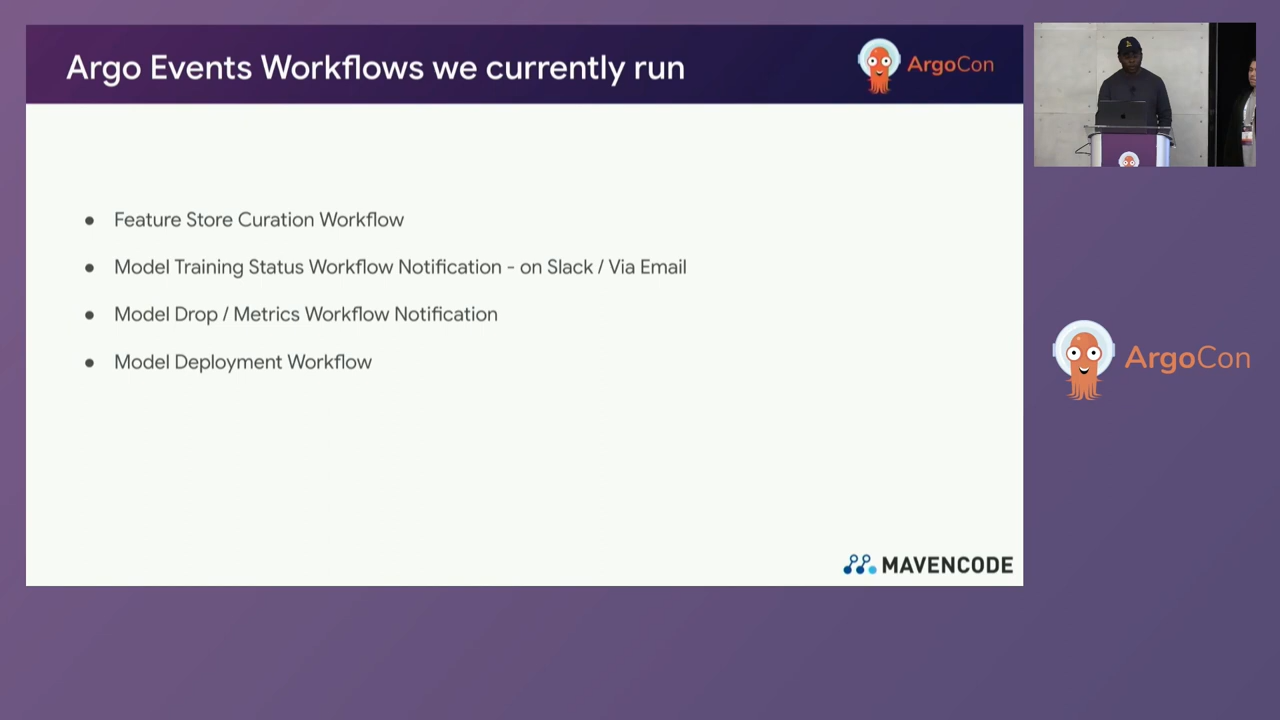 Argo Events Workflows we currently run
ArgoCon
● Feature Store Curation Workflow
● Model Training Status Workflow Notification - on Slack / Via Email
● Model Drop / Metrics Workflow Notification
● Model Deployment Workflow
MAVENCODE
ArgoCon